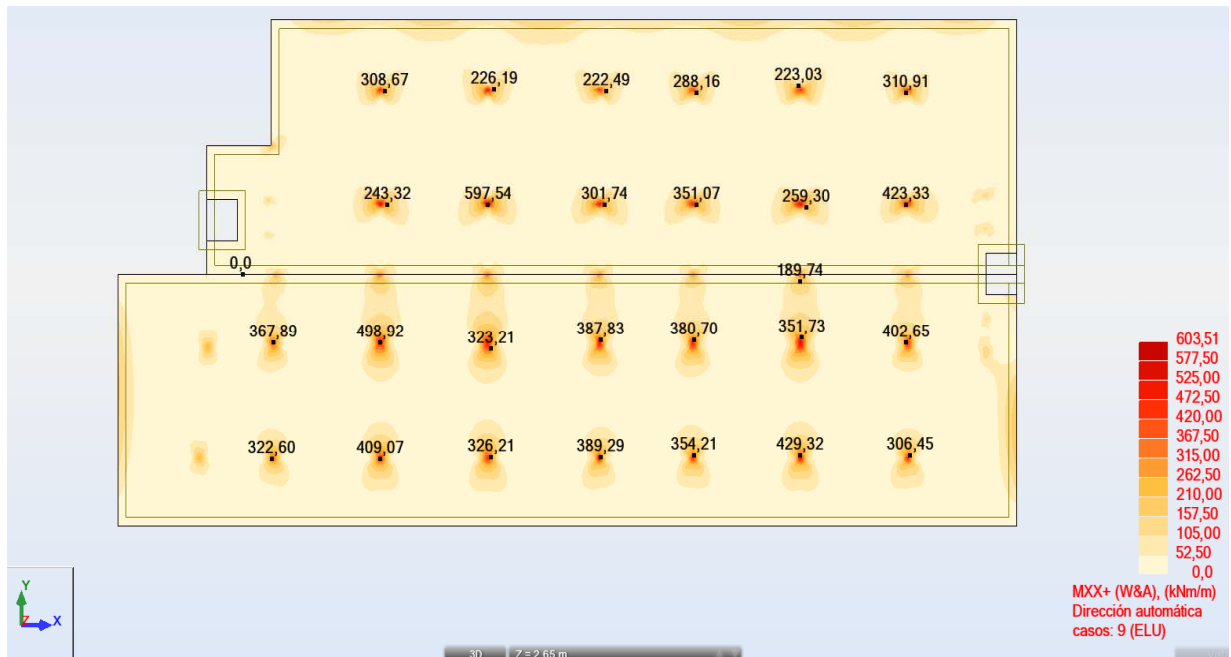 308,67 226,19 222,49 288,16 223,03 310,91
243,32 597,54 301,74 351,07 259,30 423,33
0,0 189,74
367,89 498,92 323,21 387,83 380,70 351,73 402,65
322,60 409,07 326,21 389,29 354,21 429,32 306,45
603,51
577,50
525,00
472,50
420,00
367,50
315,00
262,50
210,00
157,50
105,00
52,50
0,0
MXX+ (W&A), (kNm/m)
Dirección automática
casos: 9 (ELU)
Y
Z X
3D Z = 2.65 m